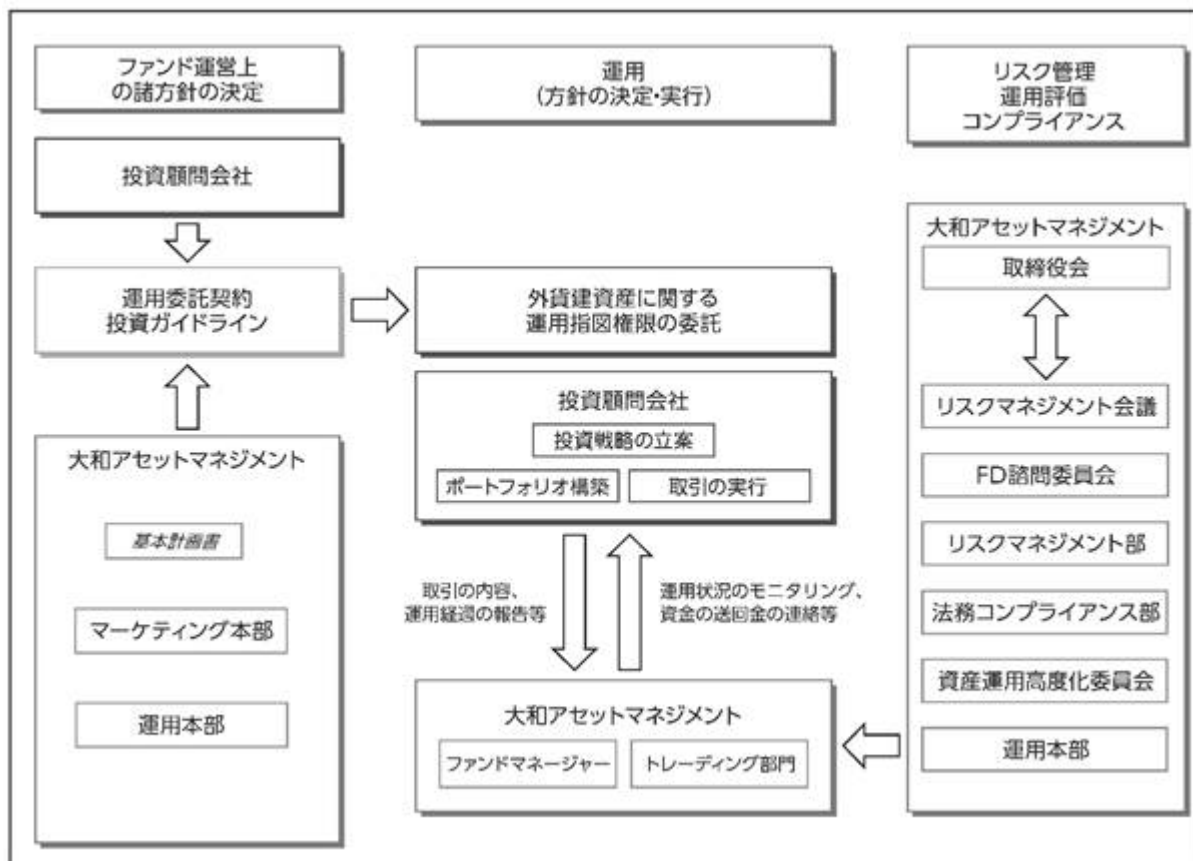 ファンド運営上
の諸方針の決定
投資顧問会社
運用委託契約
投資ガイドライン
大和アセットマネジメント
基本計画書
マーケティング本部
運用本部
運用
(方針の決定・実行)
外貨建資産に関する
運用指図権限の委託
投資顧問会社
投資戦略の立案
ポートフォリオ構築
取引の実行
取引の内容、
運用経過の報告等
運用状況のモニタリング、
資金の送回金の連絡等
大和アセットマネジメント
ファンドマネージャー
トレーディング部門
リスク管理
運用評価
コンプライアンス
大和アセットマネジメント
取締役会
リスクマネジメント会議
FD諮問委員会
リスクマネジメント部
法務コンプライアンス部
資産運用高度化委員会
運用本部